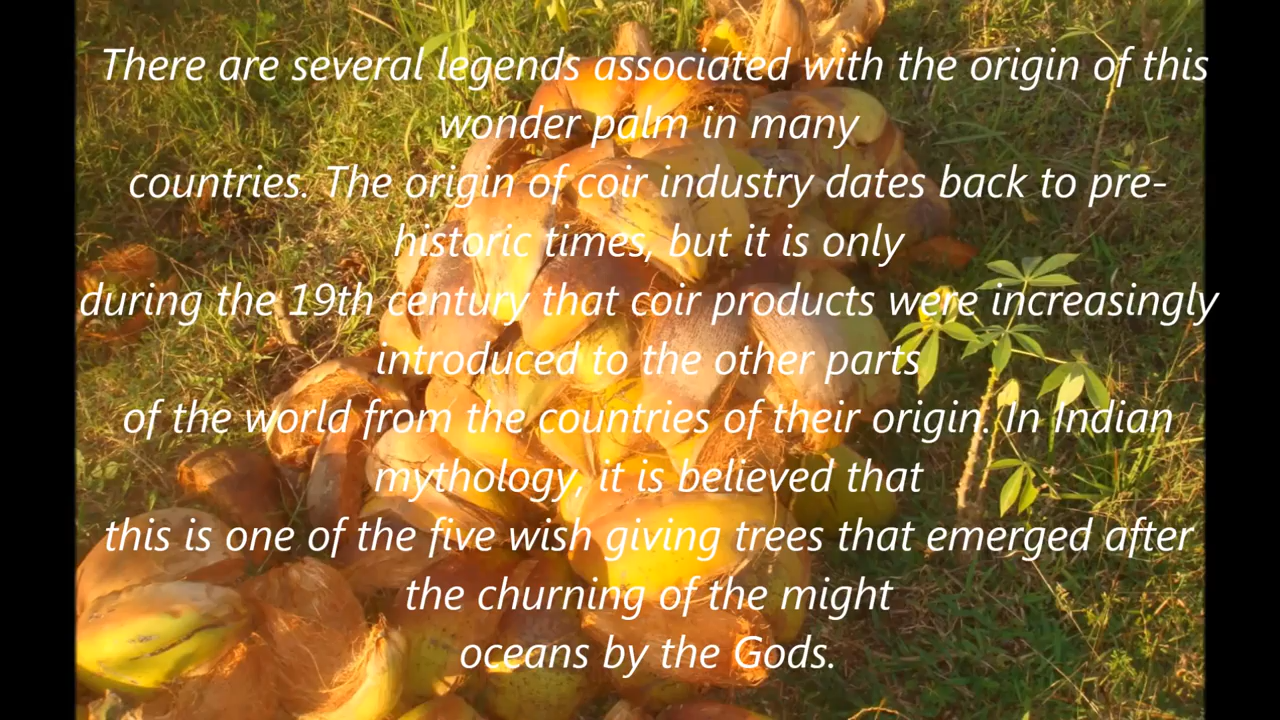 There are several legends associated with the origin of this
wonder palm in many
countries. The origin of coir industry dates back to pre-
historic times, but it is only
during the 19th century that coir products were increasingly
introduced to the other parts
of the world from the countries of their origin. In Indian
mythology, it is believed that
this is one of the five wish giving trees that emerged after
the churning of the might
oceans by the Gods.